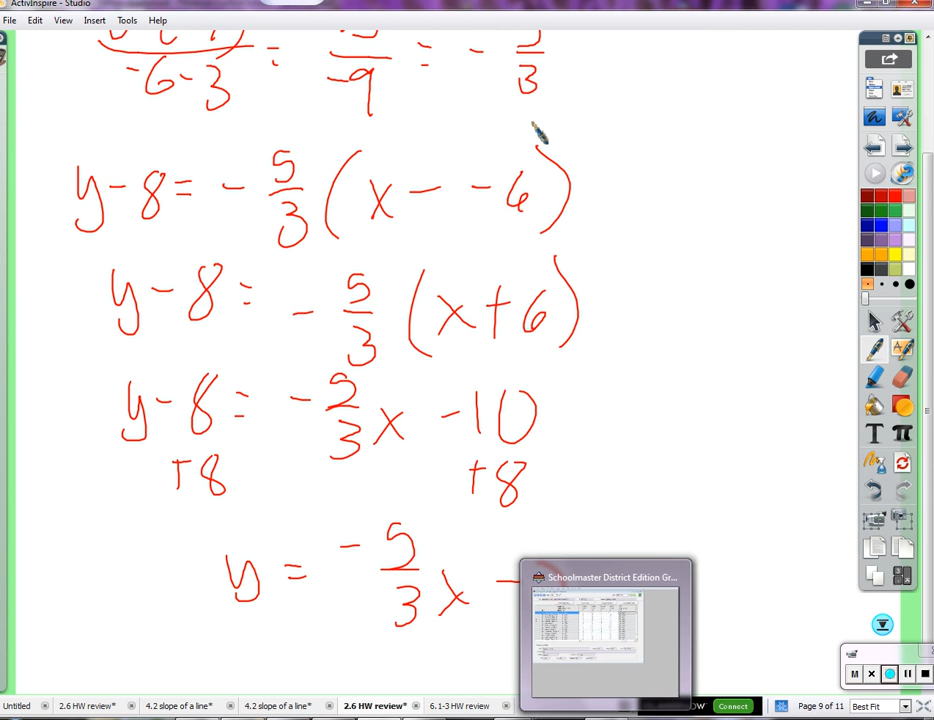 ActivInspire - Studio
File Edit View Insert Tools Help
-6-3 = -9 = - 3
y-8= - 5/3 (x - -6)
y-8= - 5/3 (x+6)
y-8= - 5/3 x -10
+8 +8
y = -5/3 x -
Schoolmaster District Edition Gr...
T π
M
Untitled 2.6 HW review* 4.2 slope of a line* 4.2 slope of a line* 2.6 HW review* 6.1-3 HW review Connect Page 9 of 11 Best Fit